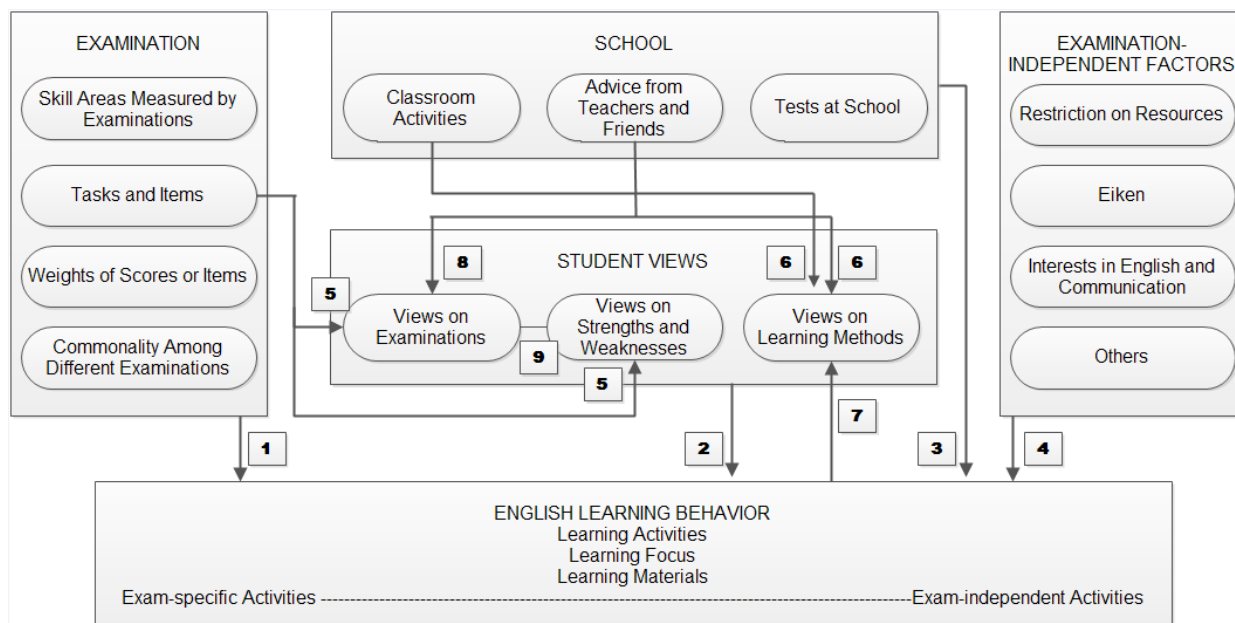 EXAMINATION
Skill Areas Measured by
Examinations
Tasks and Items
Weights of Scores or Items
Commonality Among
Different Examinations
SCHOOL
Classroom
Activities
Advice from
Teachers and
Friends
Tests at School
EXAMINATION-
INDEPENDENT FACTORS
Restriction on Resources
Eiken
Interests in English and
Communication
Others
8
STUDENT VIEWS
6
6
5
Views on
Examinations
9
Views on
Strengths and
Weaknesses
5
Views on
Learning Methods
7
1
2
3
4
ENGLISH LEARNING BEHAVIOR
Learning Activities
Learning Focus
Learning Materials
Exam-specific Activities ---------------------------------------------------------------Exam-independent Activities